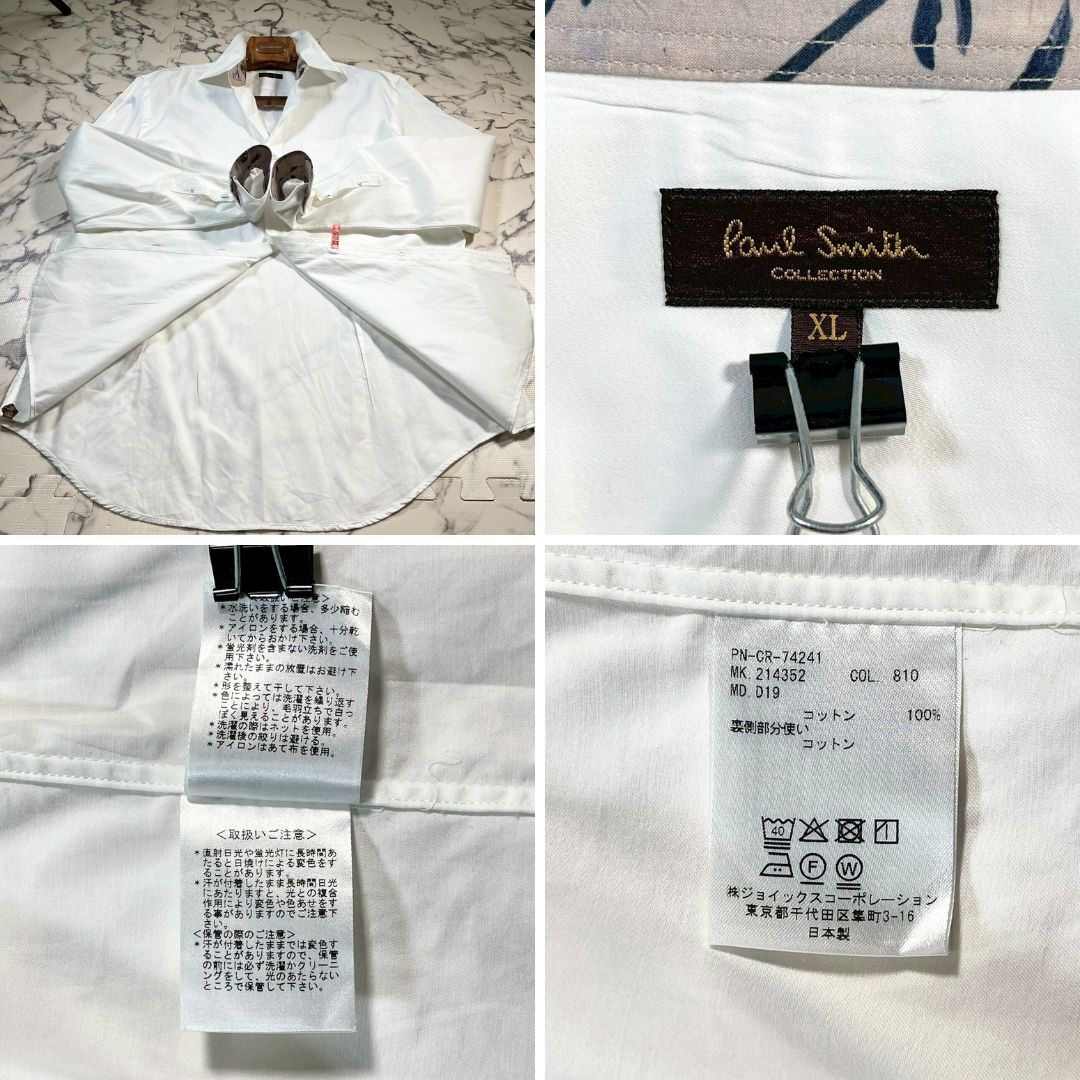 Paul Smith
COLLECTION
XL
<取扱いご注意>
*水洗いをする場合、多少縮む
ことがあります。
*アイロンをする場合、十分乾
いてからおかけ下さい。
*蛍光剤を含まない洗剤をご使
用下さい。
*濡れたままの放置はお避け下
さい。
*形を整えて干して下さい。
*色によっては洗濯を繰り返す
ことにより、毛羽立ちで白っ
ぽく見えることがあります。
*洗濯の際はネットを使用。
*洗濯後の絞りは避ける。
*アイロンはあて布を使用。
<取扱いご注意>
*直射日光や蛍光灯に長時間あ
たると日焼けによる変色をす
ることがあります。
*汗が付着したまま長時間日光
にあたりますと、光との複合
作用により変色や色あせをす
る事がありますのでご注意下
さい。
<保管の際のご注意>
*汗が付着したままでは変色す
ることがありますので、保管
の前には必ず洗濯かクリーニ
ングをして、光のあたらない
ところで保管して下さい。
PN-CR-74241
MK. 214352 COL. 810
MD. D19
コットン 100%
裏側部分使い
コットン
40
F W
株ジョイックスコーポレーション
東京都千代田区隼町3-16
日本製